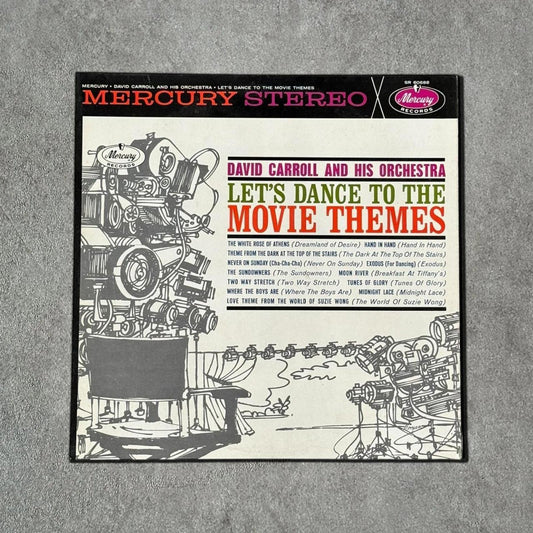 MERCURY • DAVID CARROLL AND HIS ORCHESTRA • LET'S DANCE TO THE MOVIE THEMES
SR 60688
MERCURY STEREO
Mercury
RECORDS
Mercury
RECORDS
DAVID CARROLL AND HIS ORCHESTRA
LET'S DANCE TO THE
MOVIE THEMES
THE WHITE ROSE OF ATHENS (Dreamland of Desire) HAND IN HAND (Hand In Hand)
THEME FROM THE DARK AT THE TOP OF THE STAIRS (The Dark At The Top Of The Stairs)
NEVER ON SUNDAY (Cha-Cha-Cha) (Never On Sunday) EXODUS (For Dancing) (Exodus)
THE SUNDOWNERS (The Sundowners) MOON RIVER (Breakfast At Tiffany's)
TWO WAY STRETCH (Two Way Stretch) TUNES OF GLORY (Tunes Of Glory)
WHERE THE BOYS ARE (Where The Boys Are) MIDNIGHT LACE (Midnight Lace)
LOVE THEME FROM THE WORLD OF SUZIE WONG (The World Of Suzie Wong)